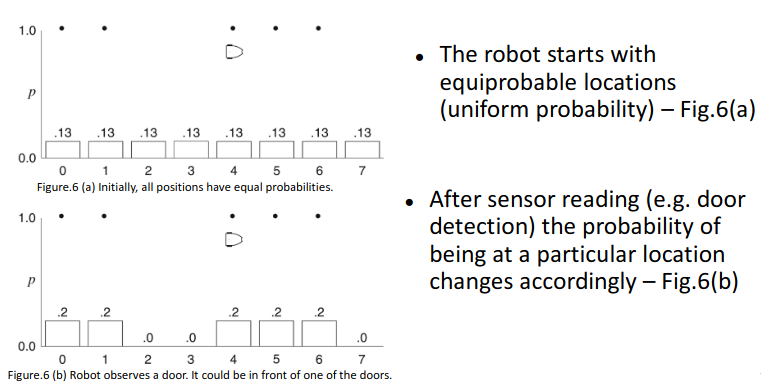 1.0
p
.13 .13 .13 .13 .13 .13 .13 .13
0.0
0 1 2 3 4 5 6 7
Figure.6 (a) Initially, all positions have equal probabilities.
1.0
p
.2 .2 .0 .0 .2 .2 .2 .0
0.0
0 1 2 3 4 5 6 7
Figure.6 (b) Robot observes a door. It could be in front of one of the doors.
• The robot starts with
equiprobable locations
(uniform probability) – Fig.6(a)
• After sensor reading (e.g. door
detection) the probability of
being at a particular location
changes accordingly – Fig.6(b)